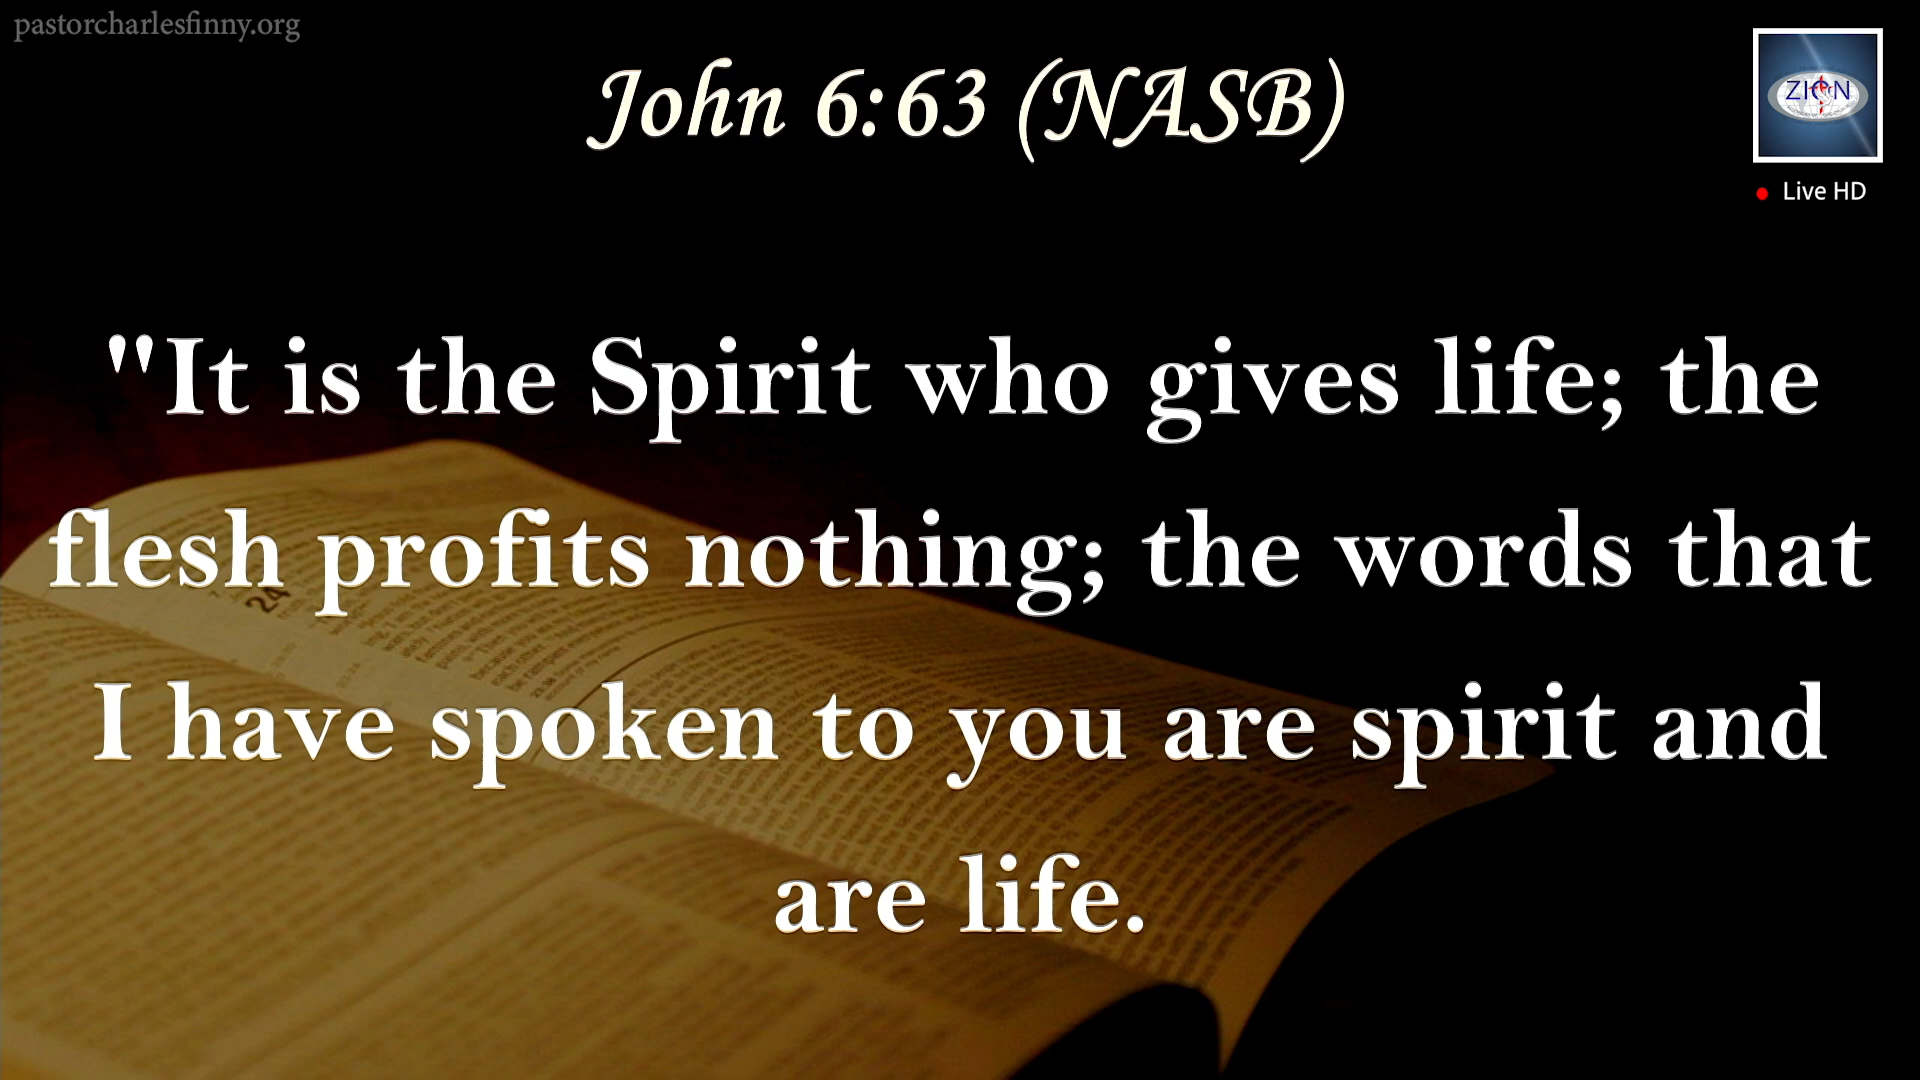 pastorcharlesfinny.org
John 6:63 (NASB)
ZION
Live HD
"It is the Spirit who gives life; the
flesh profits nothing; the words that
I have spoken to you are spirit and
are life.
24